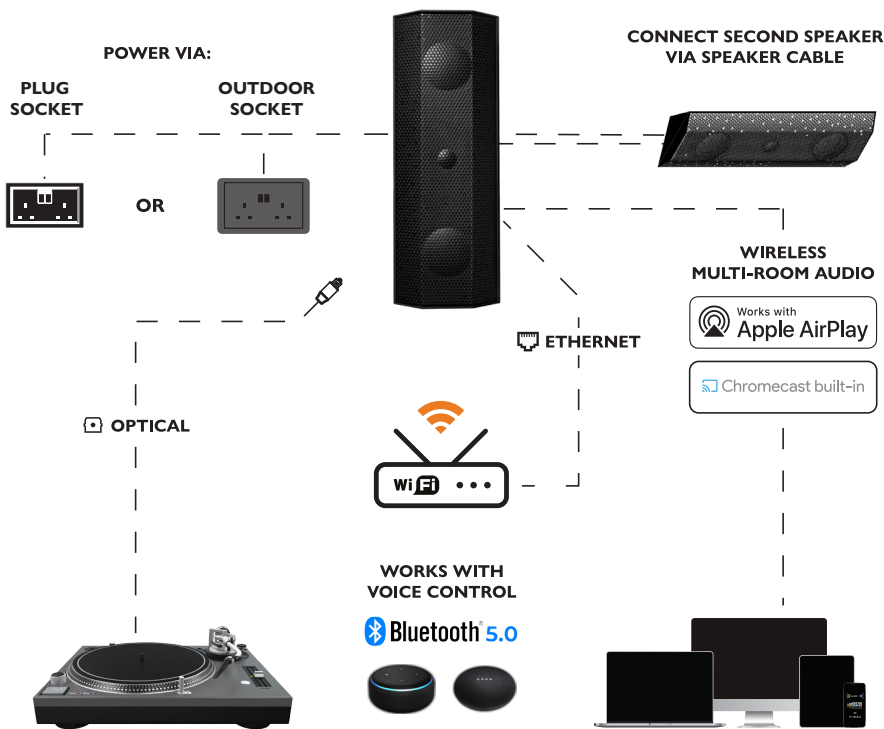 POWER VIA:
PLUG
SOCKET
OUTDOOR
SOCKET
OR
CONNECT SECOND SPEAKER
VIA SPEAKER CABLE
WIRELESS
MULTI-ROOM AUDIO
Works with
Apple AirPlay
Chromecast built-in
ETHERNET
OPTICAL
Wi Fi
WORKS WITH
VOICE CONTROL
Bluetooth® 5.0